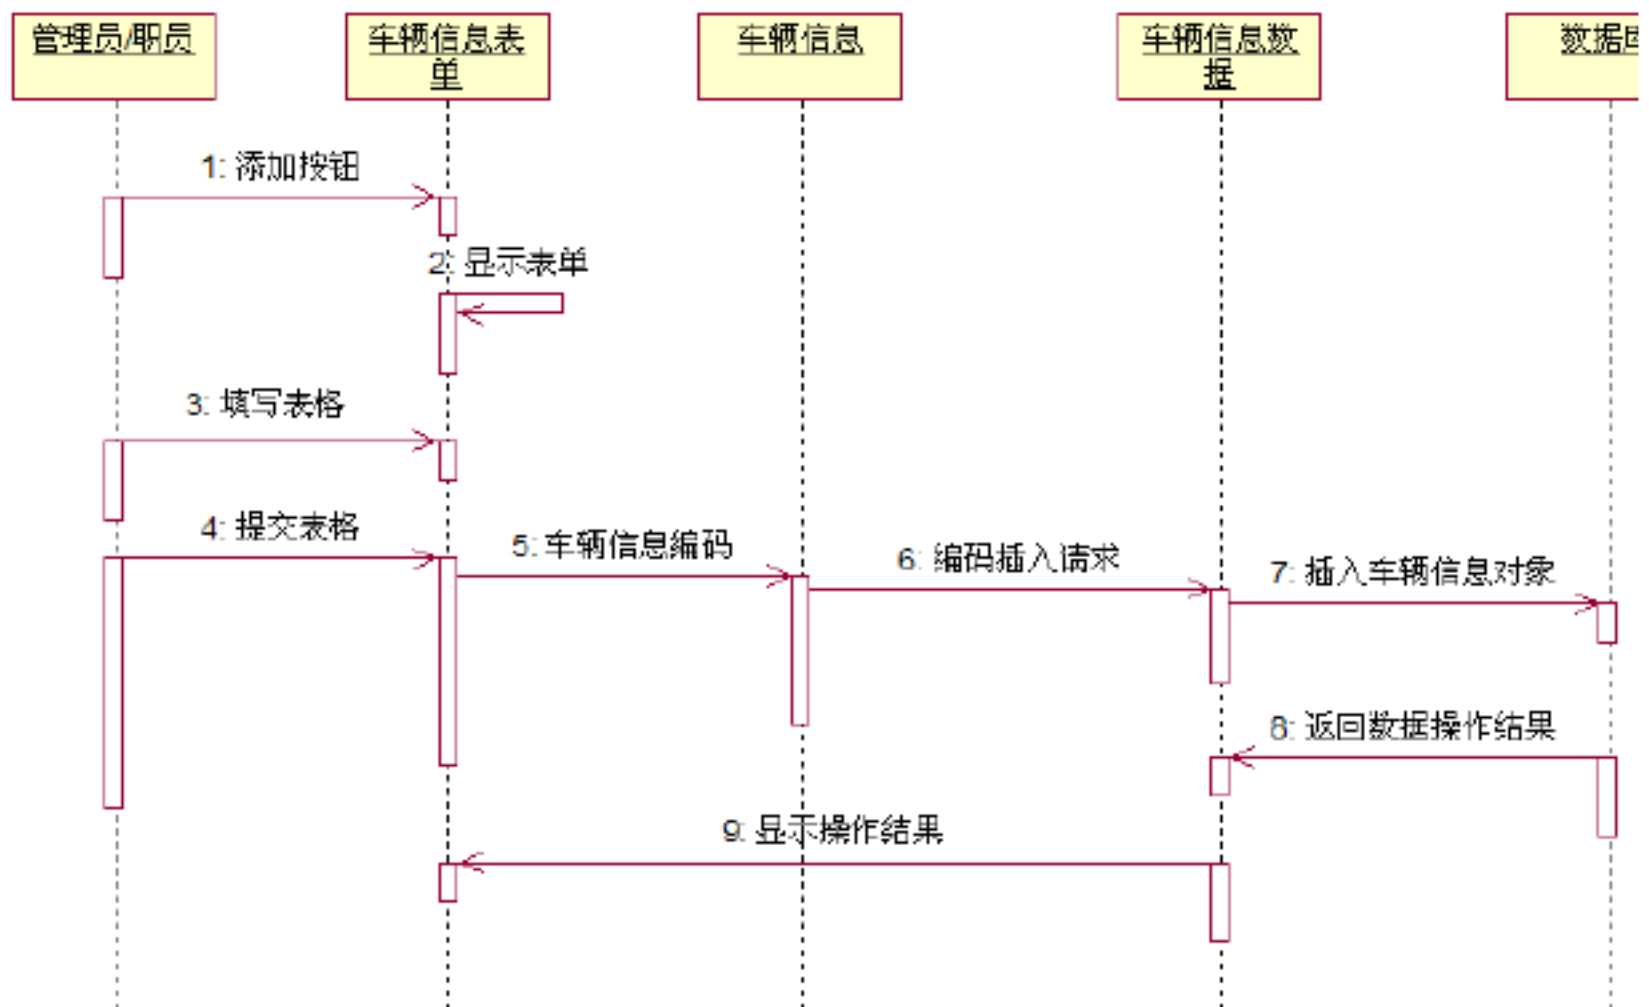 管理员/职员
车辆信息表
单
车辆信息
车辆信息数
据
数据库
1: 添加按钮
2: 显示表单
3: 填写表格
4: 提交表格
5: 车辆信息编码
6: 编码插入请求
7: 插入车辆信息对象
8: 返回数据操作结果
9: 显示操作结果